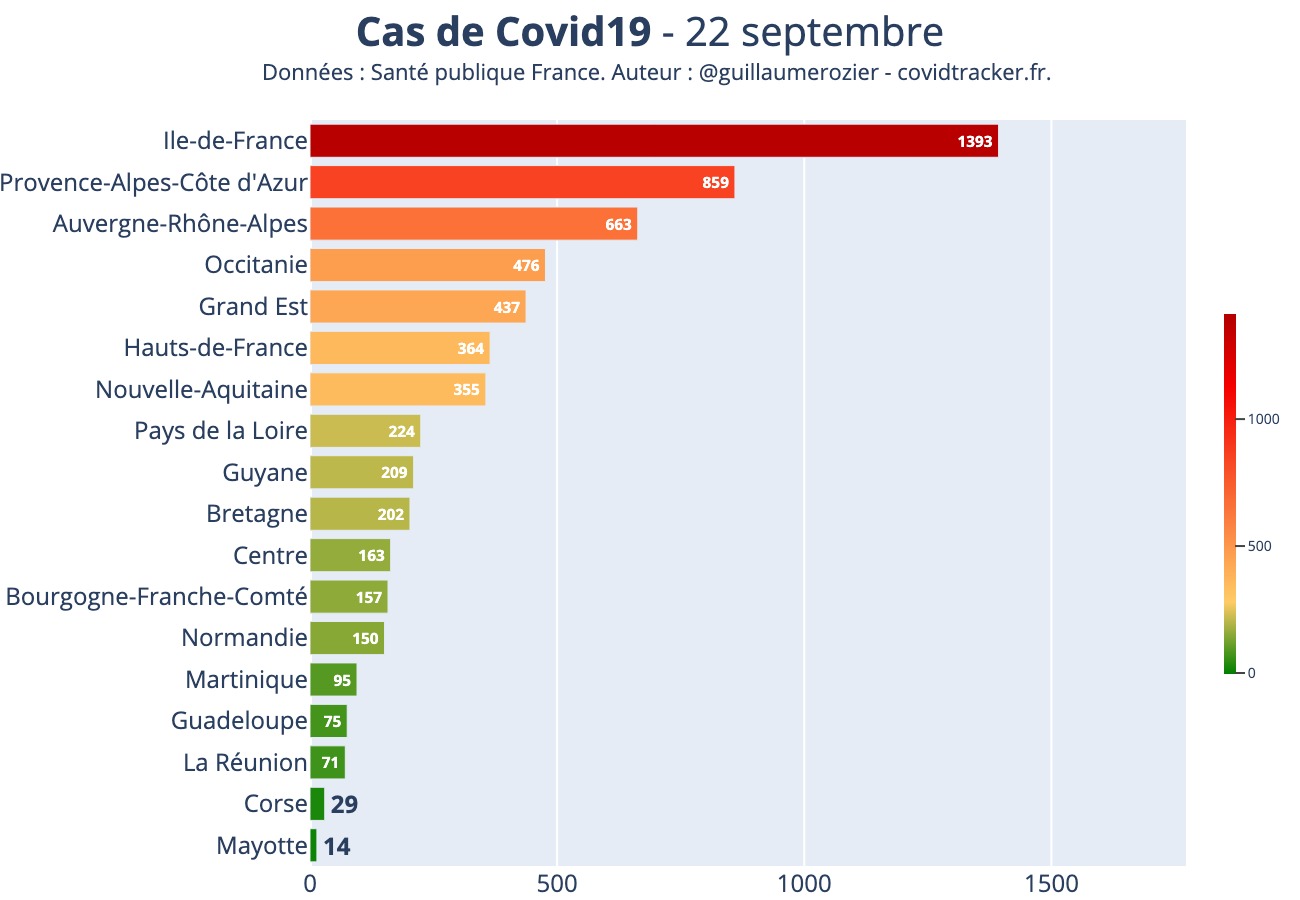 Cas de Covid19 - 22 septembre
Données : Santé publique France. Auteur : @guillaumerozier - covidtracker.fr.
Ile-de-France 1393
Provence-Alpes-Côte d'Azur 859
Auvergne-Rhône-Alpes 663
Occitanie 476
Grand Est 437
Hauts-de-France 364
Nouvelle-Aquitaine 355
Pays de la Loire 224
Guyane 209
Bretagne 202
Centre 163
Bourgogne-Franche-Comté 157
Normandie 150
Martinique 95
Guadeloupe 75
La Réunion 71
Corse 29
Mayotte 14
0 500 1000 1500
1000
500
0